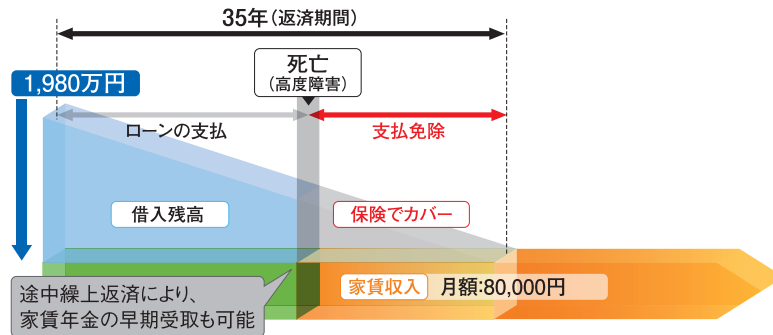 35年(返済期間)
1,980万円
死亡
(高度障害)
ローンの支払
支払免除
借入残高
保険でカバー
家賃収入 月額:80,000円
途中繰上返済により、
家賃年金の早期受取も可能